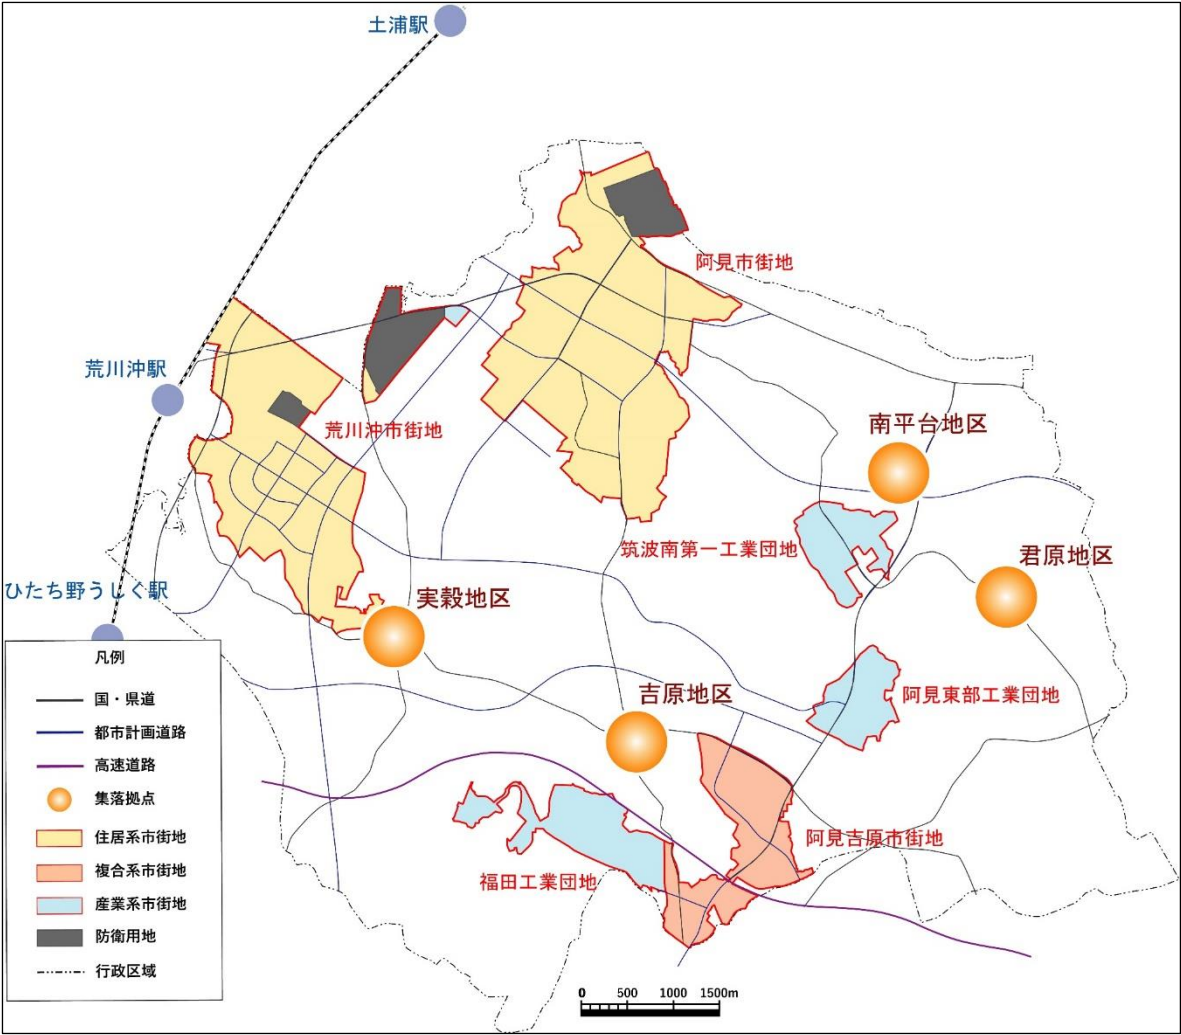 土浦駅
阿見市街地
荒川沖駅
荒川沖市街地
南平台地区
筑波南第一工業団地
君原地区
ひたち野うしく駅
実穀地区
凡例
国・県道
都市計画道路
高速道路
集落拠点
住居系市街地
複合系市街地
産業系市街地
防衛用地
行政区域
吉原地区
阿見東部工業団地
阿見吉原市街地
福田工業団地
0 500 1000 1500m